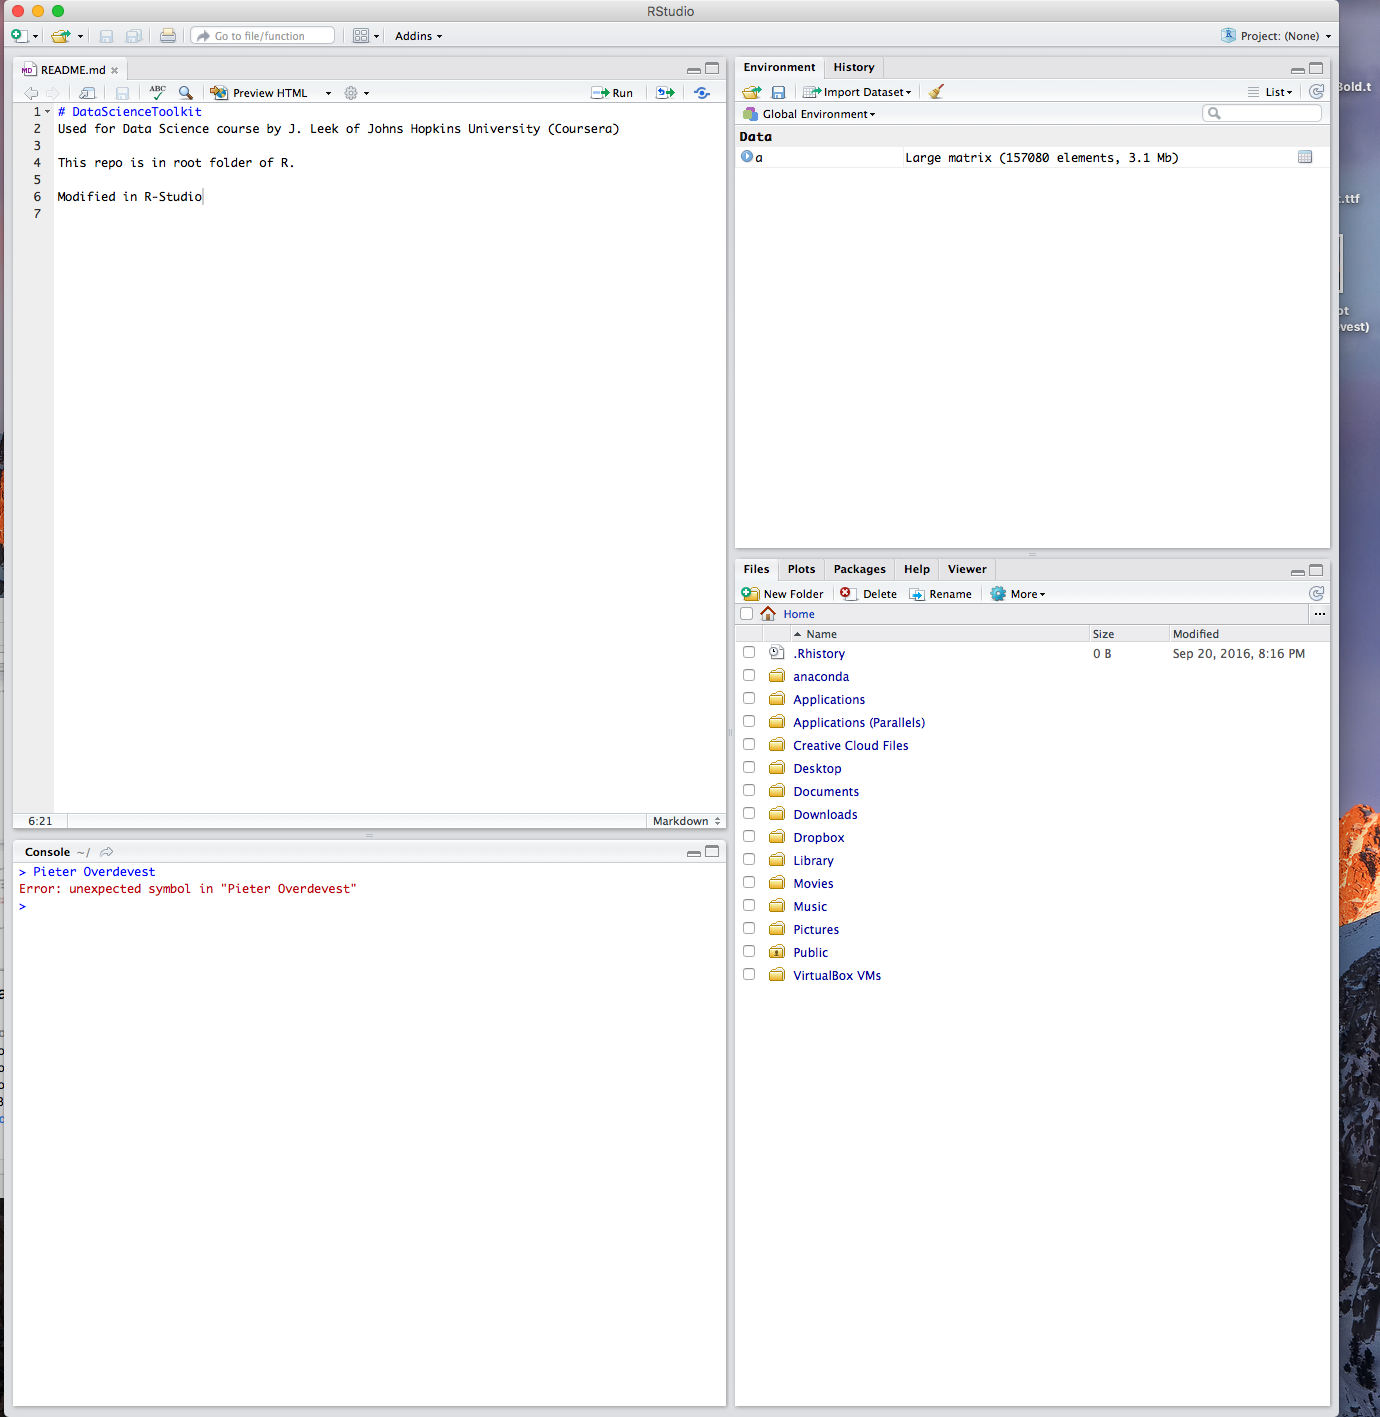 RStudio
Go to file/function
Addins
Project: (None)
README.md
ABC
Preview HTML
Run
1 # DataScienceToolkit
2 Used for Data Science course by J. Leek of Johns Hopkins University (Coursera)
3
4 This repo is in root folder of R.
5
6 Modified in R-Studio
7
6:21
Markdown
Console ~/
> Pieter Overdevest
Error: unexpected symbol in "Pieter Overdevest"
>
Environment History
Import Dataset
List
Global Environment
Data
a Large matrix (157080 elements, 3.1 Mb)
Files Plots Packages Help Viewer
New Folder Delete Rename More
Home ...
Name Size Modified
.Rhistory 0 B Sep 20, 2016, 8:16 PM
anaconda
Applications
Applications (Parallels)
Creative Cloud Files
Desktop
Documents
Downloads
Dropbox
Library
Movies
Music
Pictures
Public
VirtualBox VMs
Bold.t
.ttf
ot
vest)